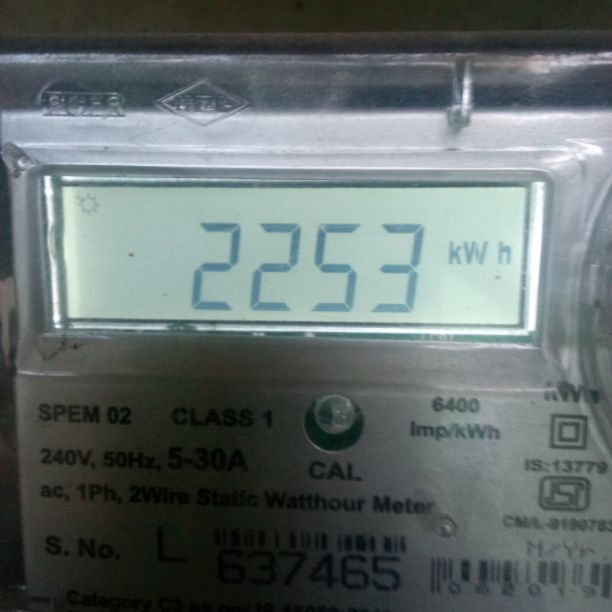 2253 kW h
SPEM 02 CLASS 1
6400
Imp/kWh
240V, 50Hz, 5-30A
CAL
IS:13779
ac, 1Ph, 2Wire Static Watthour Meter
S. No. L 637465
M/Yr.